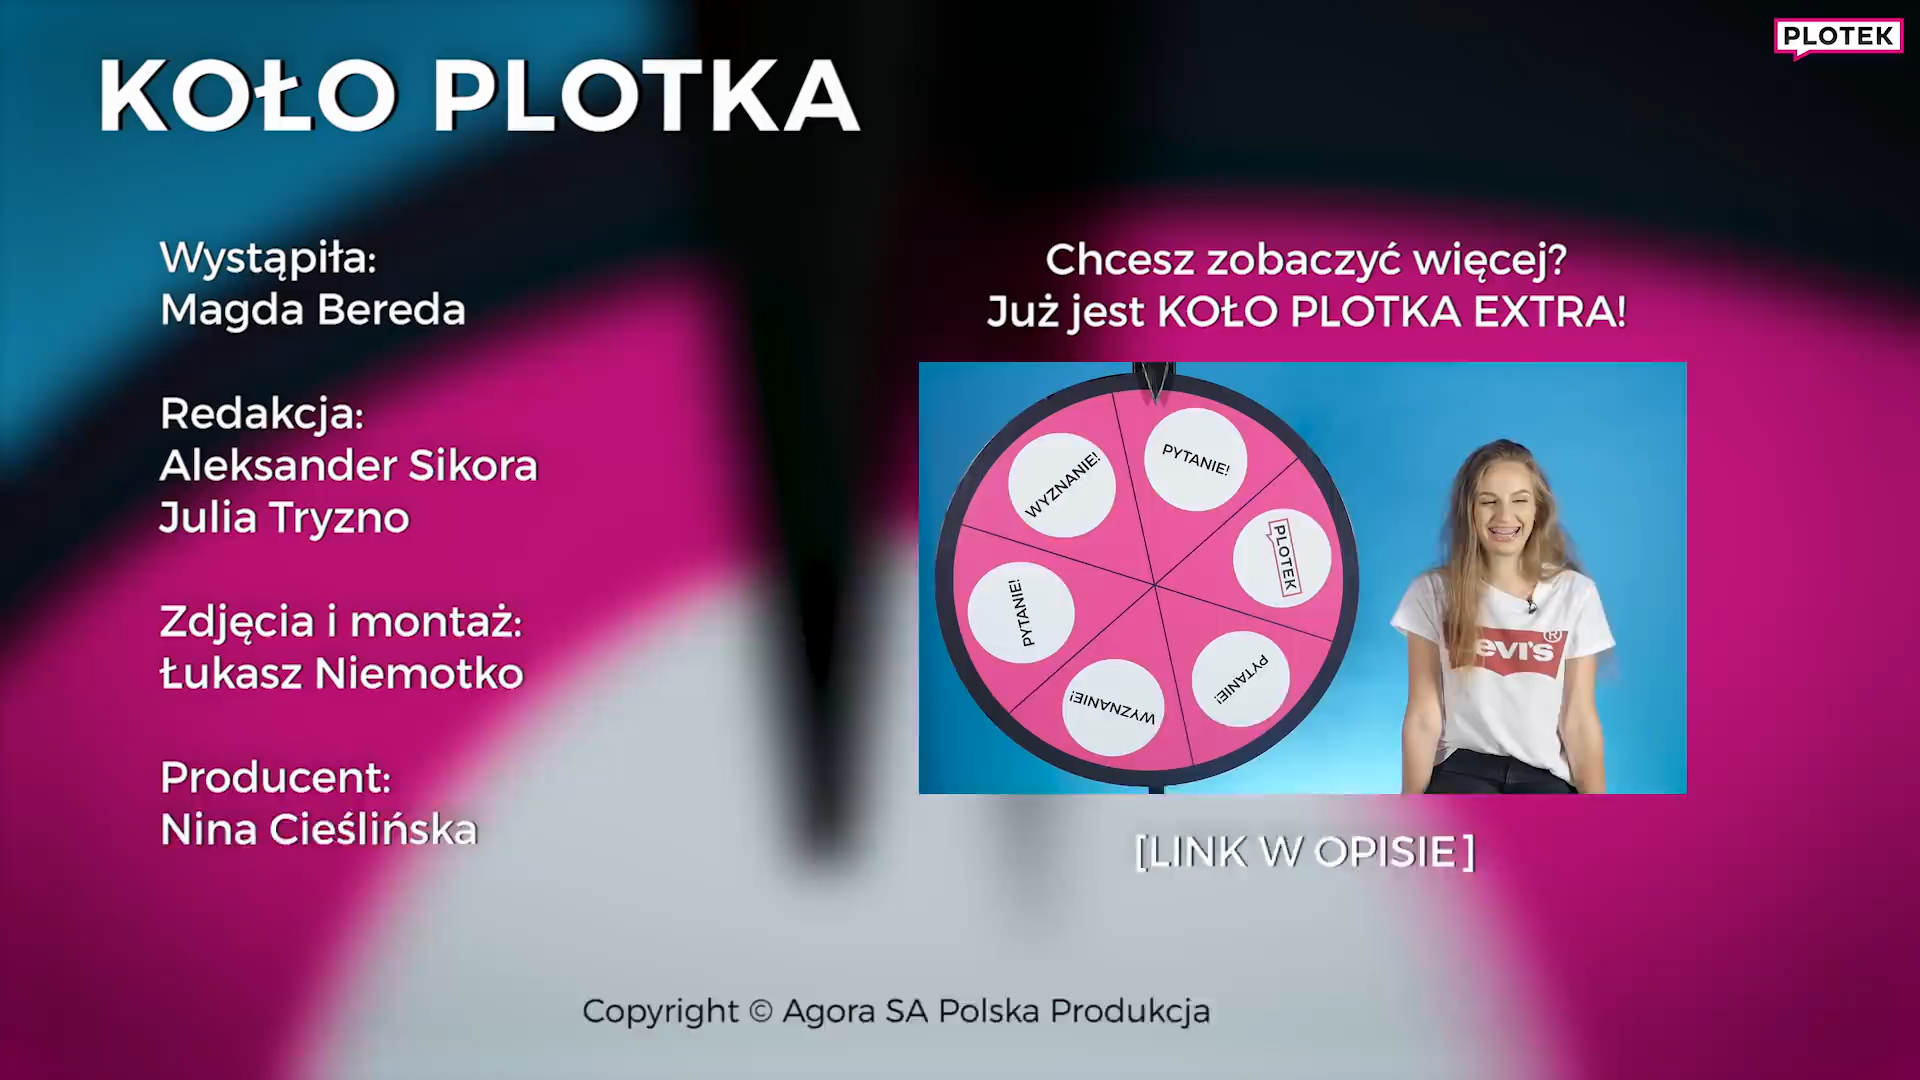 KOŁO PLOTKA
PLOTEK
Wystąpiła:
Magda Bereda
Redakcja:
Aleksander Sikora
Julia Tryzno
Zdjęcia i montaż:
Łukasz Niemotko
Producent:
Nina Cieślińska
Chcesz zobaczyć więcej?
Już jest KOŁO PLOTKA EXTRA!
WYZNANIE!
PYTANIE!
PLOTEK
PYTANIE!
WYZNANIE!
PYTANIE!
evi's ®
[LINK W OPISIE]
Copyright © Agora SA Polska Produkcja